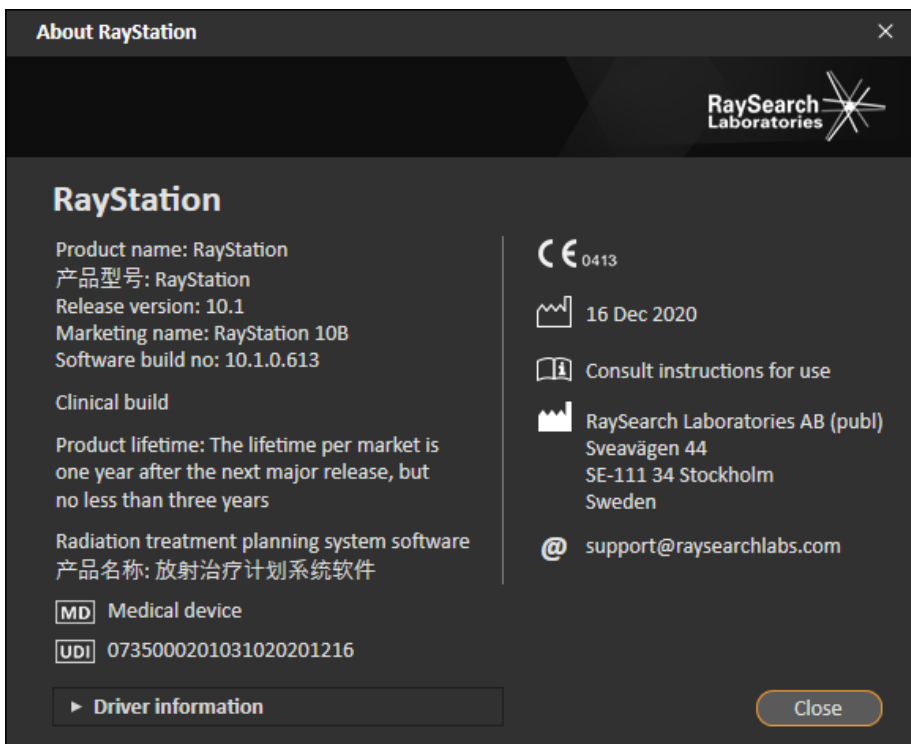 About RayStation
RaySearch
Laboratories
RayStation
Product name: RayStation
产品型号: RayStation
Release version: 10.1
Marketing name: RayStation 10B
Software build no: 10.1.0.613
Clinical build
Product lifetime: The lifetime per market is
one year after the next major release, but
no less than three years
Radiation treatment planning system software
产品名称: 放射治疗计划系统软件
MD Medical device
UDI 0735000201031020201216
Driver information
CE 0413
16 Dec 2020
Consult instructions for use
RaySearch Laboratories AB (publ)
Sveavägen 44
SE-111 34 Stockholm
Sweden
@ support@raysearchlabs.com
Close